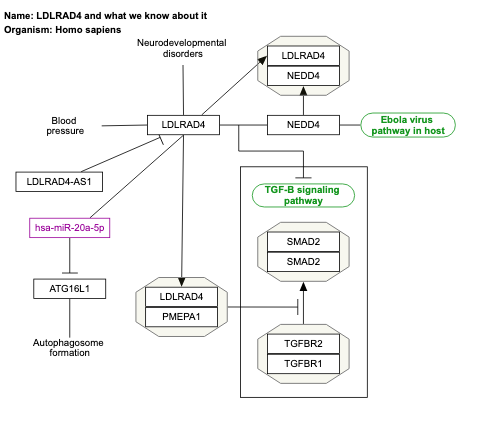 Name: LDLRAD4 and what we know about it
Organism: Homo sapiens
Neurodevelopmental
disorders
LDLRAD4
NEDD4
Blood
pressure
LDLRAD4
NEDD4
Ebola virus
pathway in host
LDLRAD4-AS1
TGF-B signaling
pathway
hsa-miR-20a-5p
SMAD2
SMAD2
ATG16L1
LDLRAD4
PMEPA1
Autophagosome
formation
TGFBR2
TGFBR1